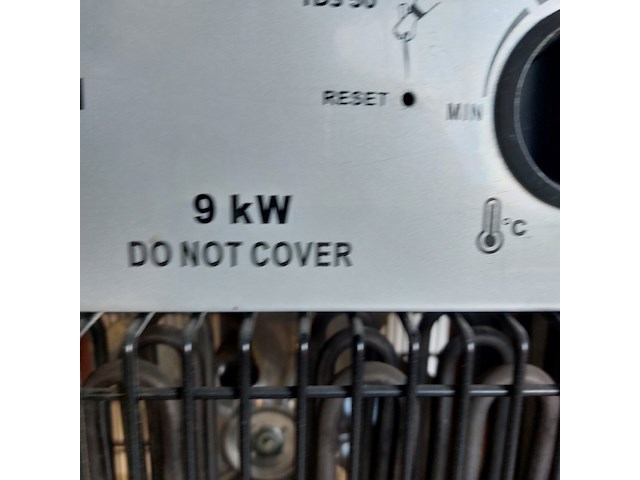 RESET
MIN
9 kW
°C
DO NOT COVER